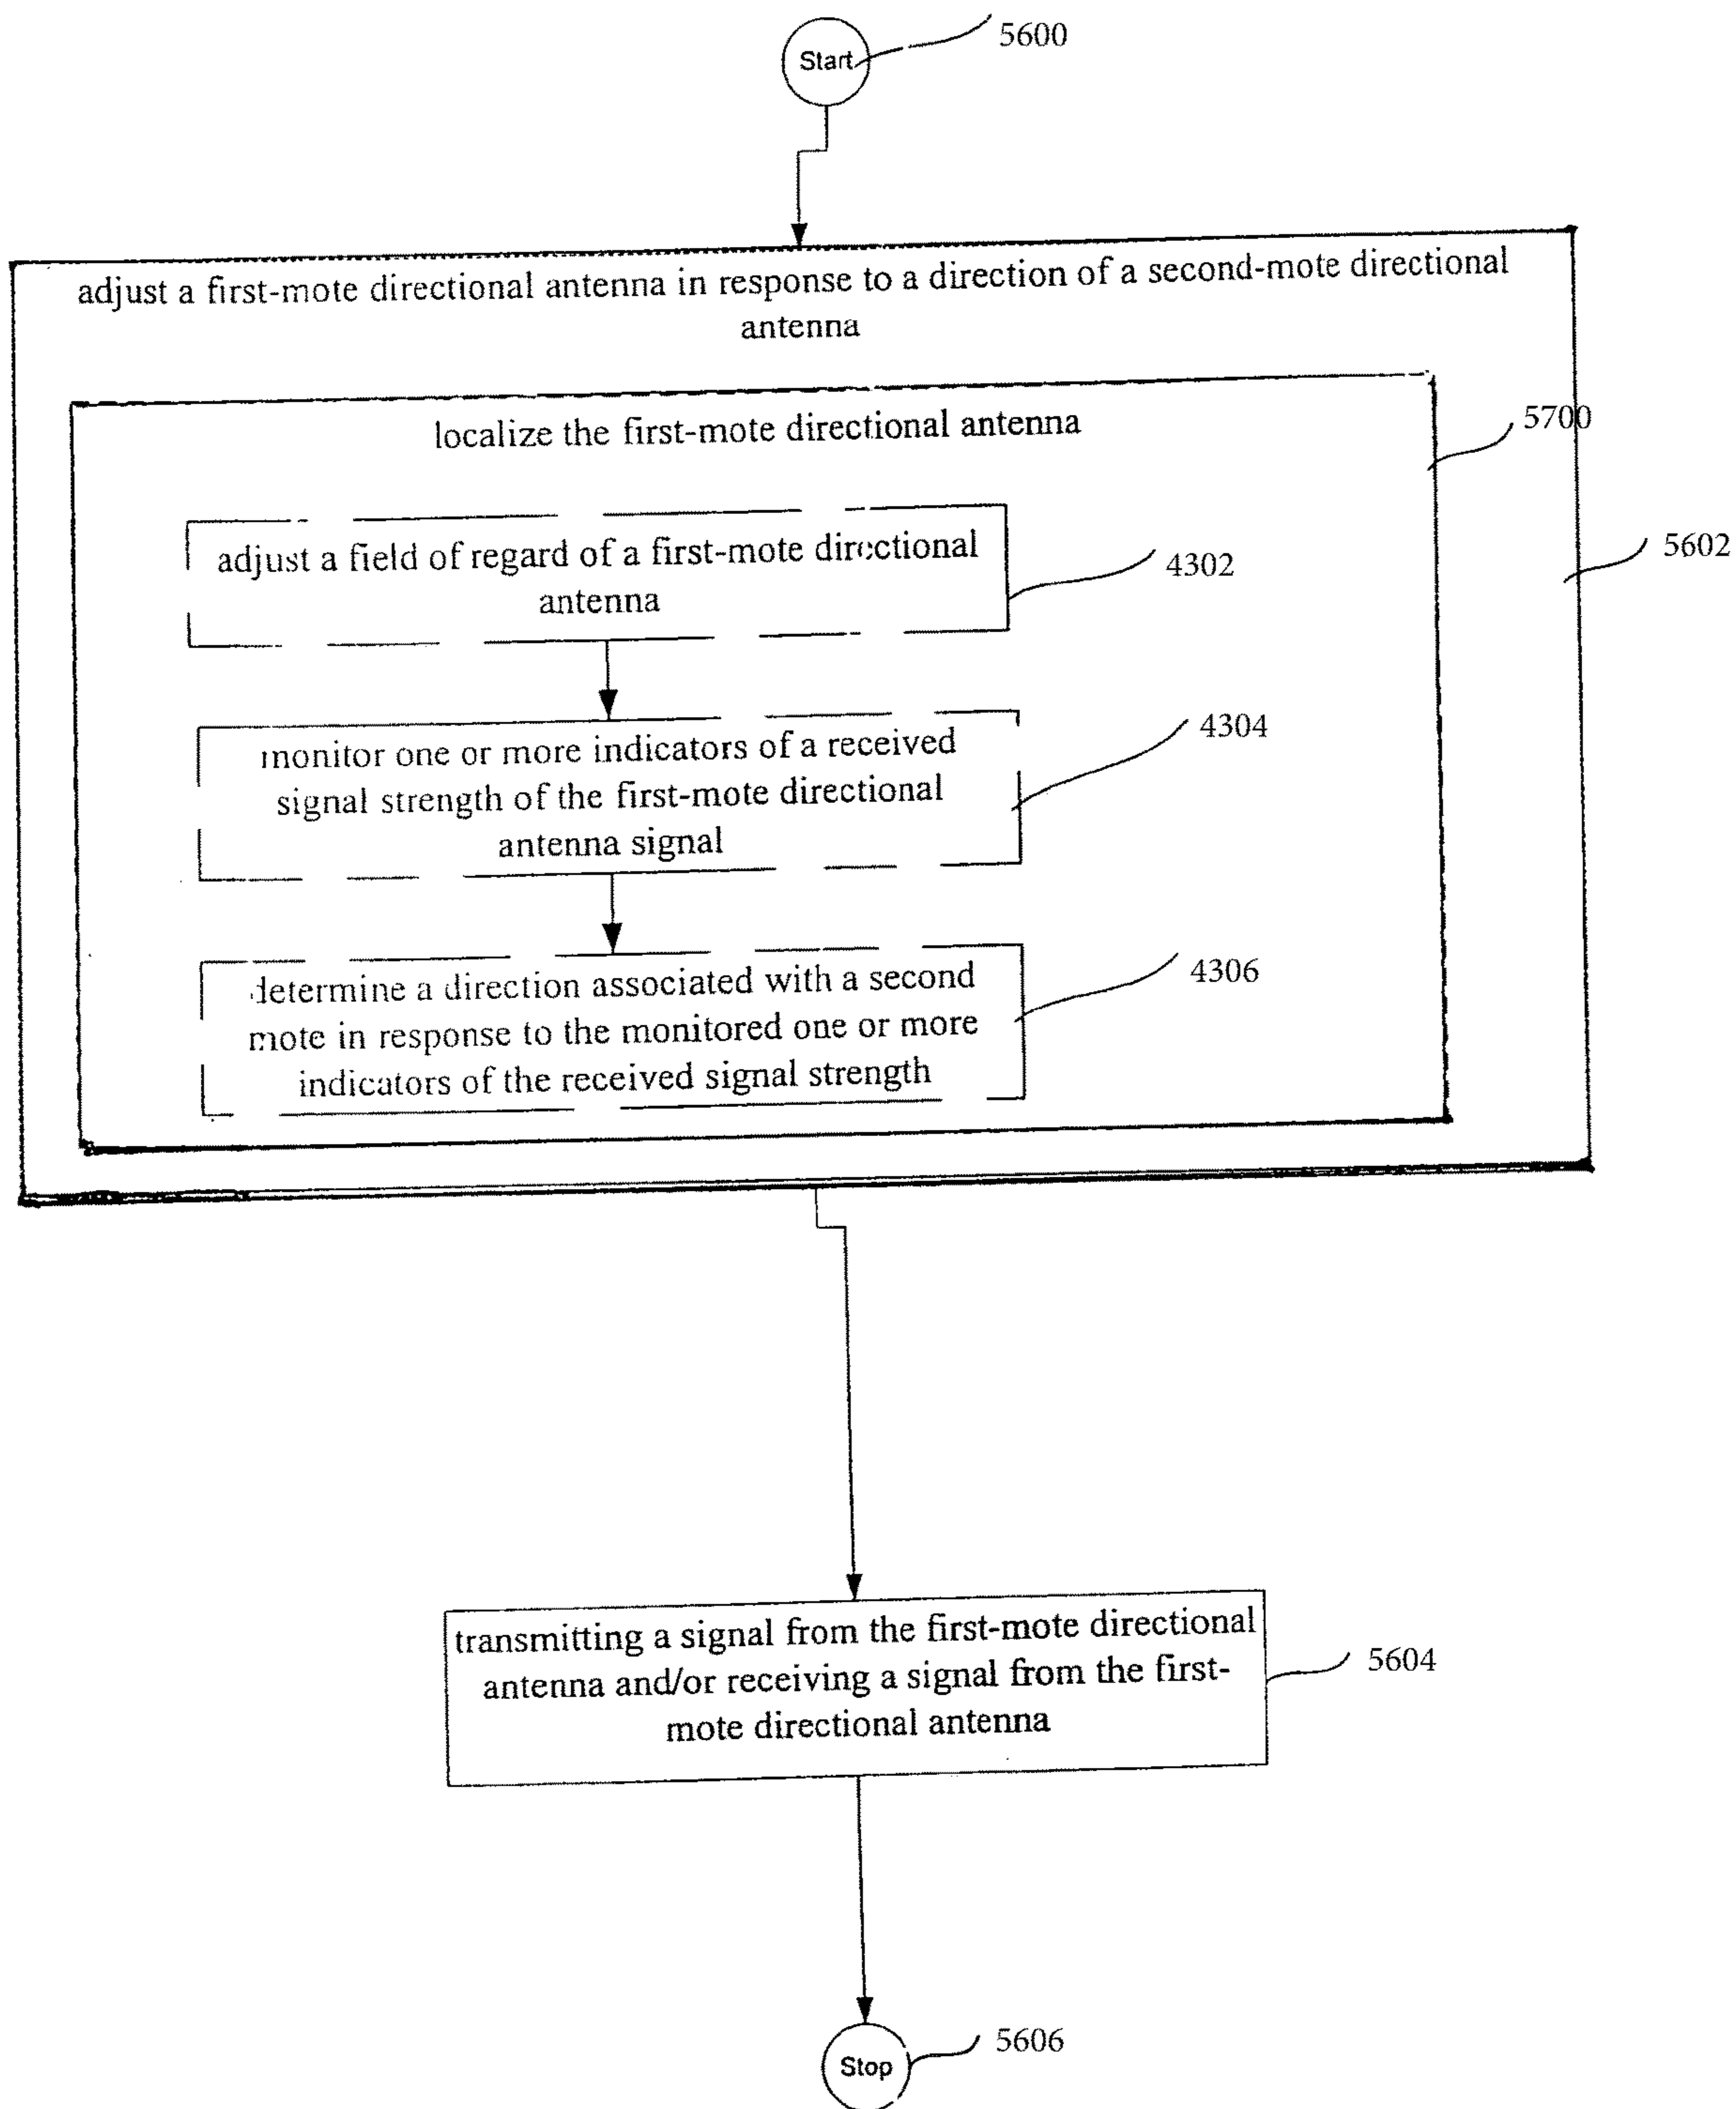 5600
Start
adjust a first-mote directional antenna in response to a direction of a second-mote directional
antenna
localize the first-mote directional antenna
5700
5602
adjust a field of regard of a first-mote directional
antenna
4302
monitor one or more indicators of a received
signal strength of the first-mote directional
antenna signal
4304
determine a direction associated with a second
mote in response to the monitored one or more
indicators of the received signal strength
4306
transmitting a signal from the first-mote directional
antenna and/or receiving a signal from the first-
mote directional antenna
5604
Stop
5606